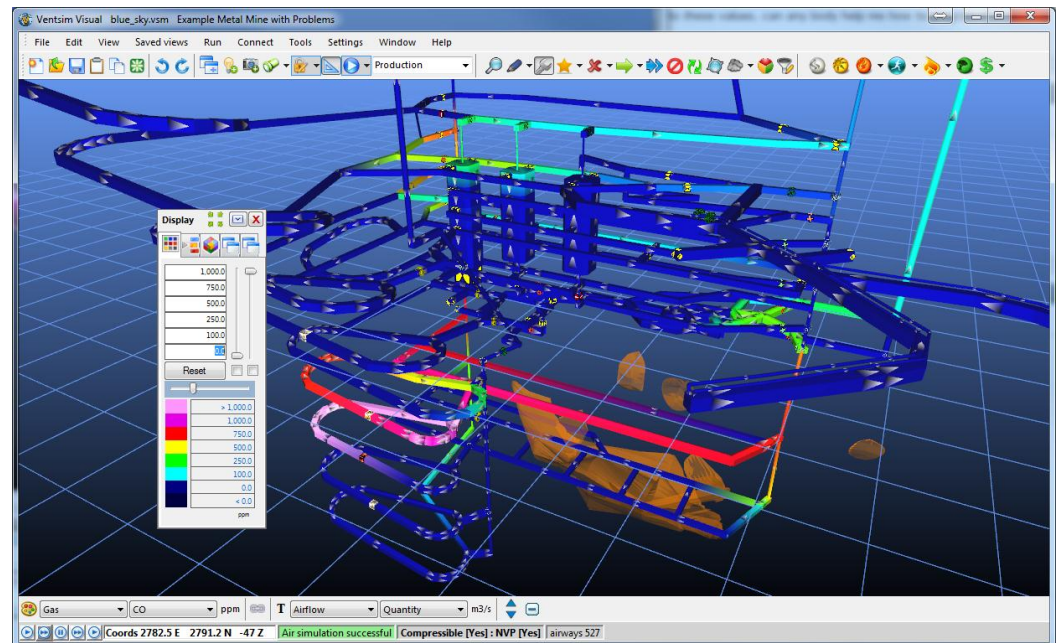 Ventsim Visual blue_sky.vsm Example Metal Mine with Problems
File Edit View Saved views Run Connect Tools Settings Window Help
Production
Display
1,000.0
750.0
500.0
250.0
100.0
0.0
Reset
> 1,000.0
1,000.0
750.0
500.0
250.0
100.0
0.0
< 0.0
ppm
Gas CO ppm T Airflow Quantity m3/s
Coords 2782.5 E 2791.2 N -47 Z Air simulation successful Compressible [Yes] : NVP [Yes] airways 527